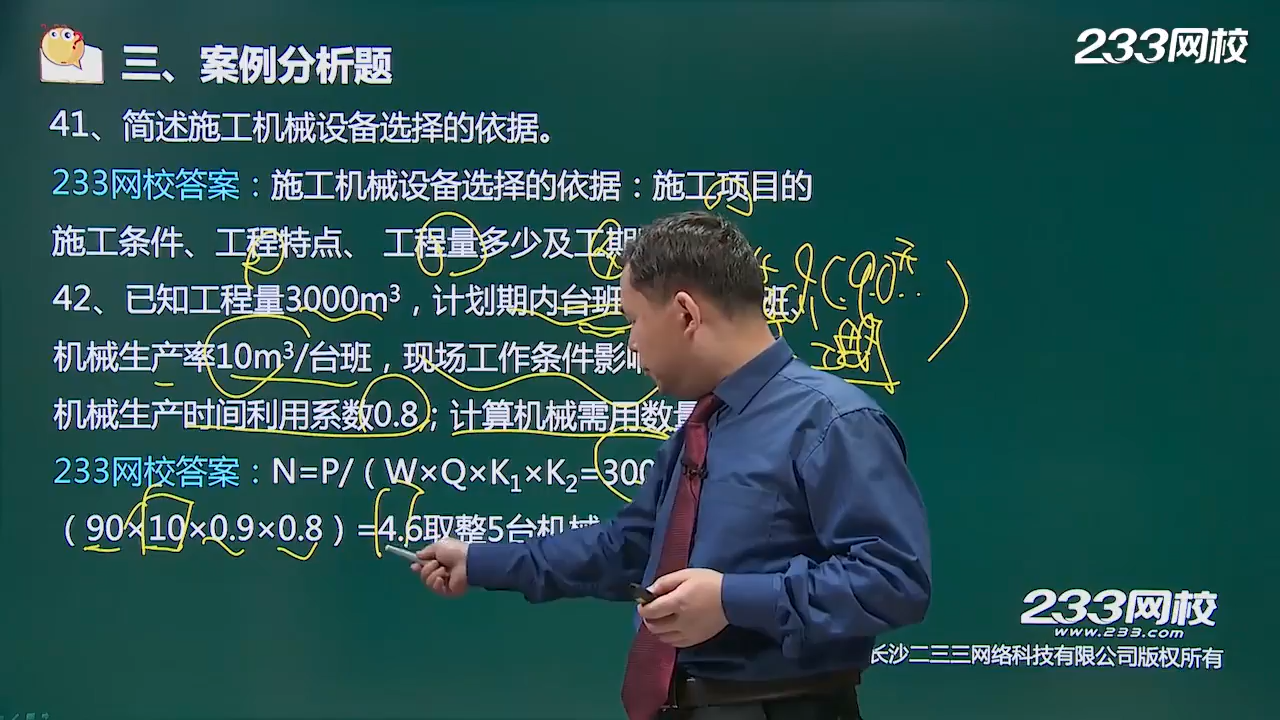 三、案例分析题
233网校
41、简述施工机械设备选择的依据。
233网校答案：施工机械设备选择的依据：施工项目的
施工条件、工程特点、 工程量多少及工期
42、已知工程量3000m³，计划期内台班 班、
机械生产率10m³/台班，现场工作条件影响
机械生产时间利用系数0.8；计算机械需用数量
233网校答案：N=P/（W×Q×K₁×K₂=300
（90×10×0.9×0.8）=4.6取整5台机械
233网校
www.233.com
长沙二三三网络科技有限公司版权所有